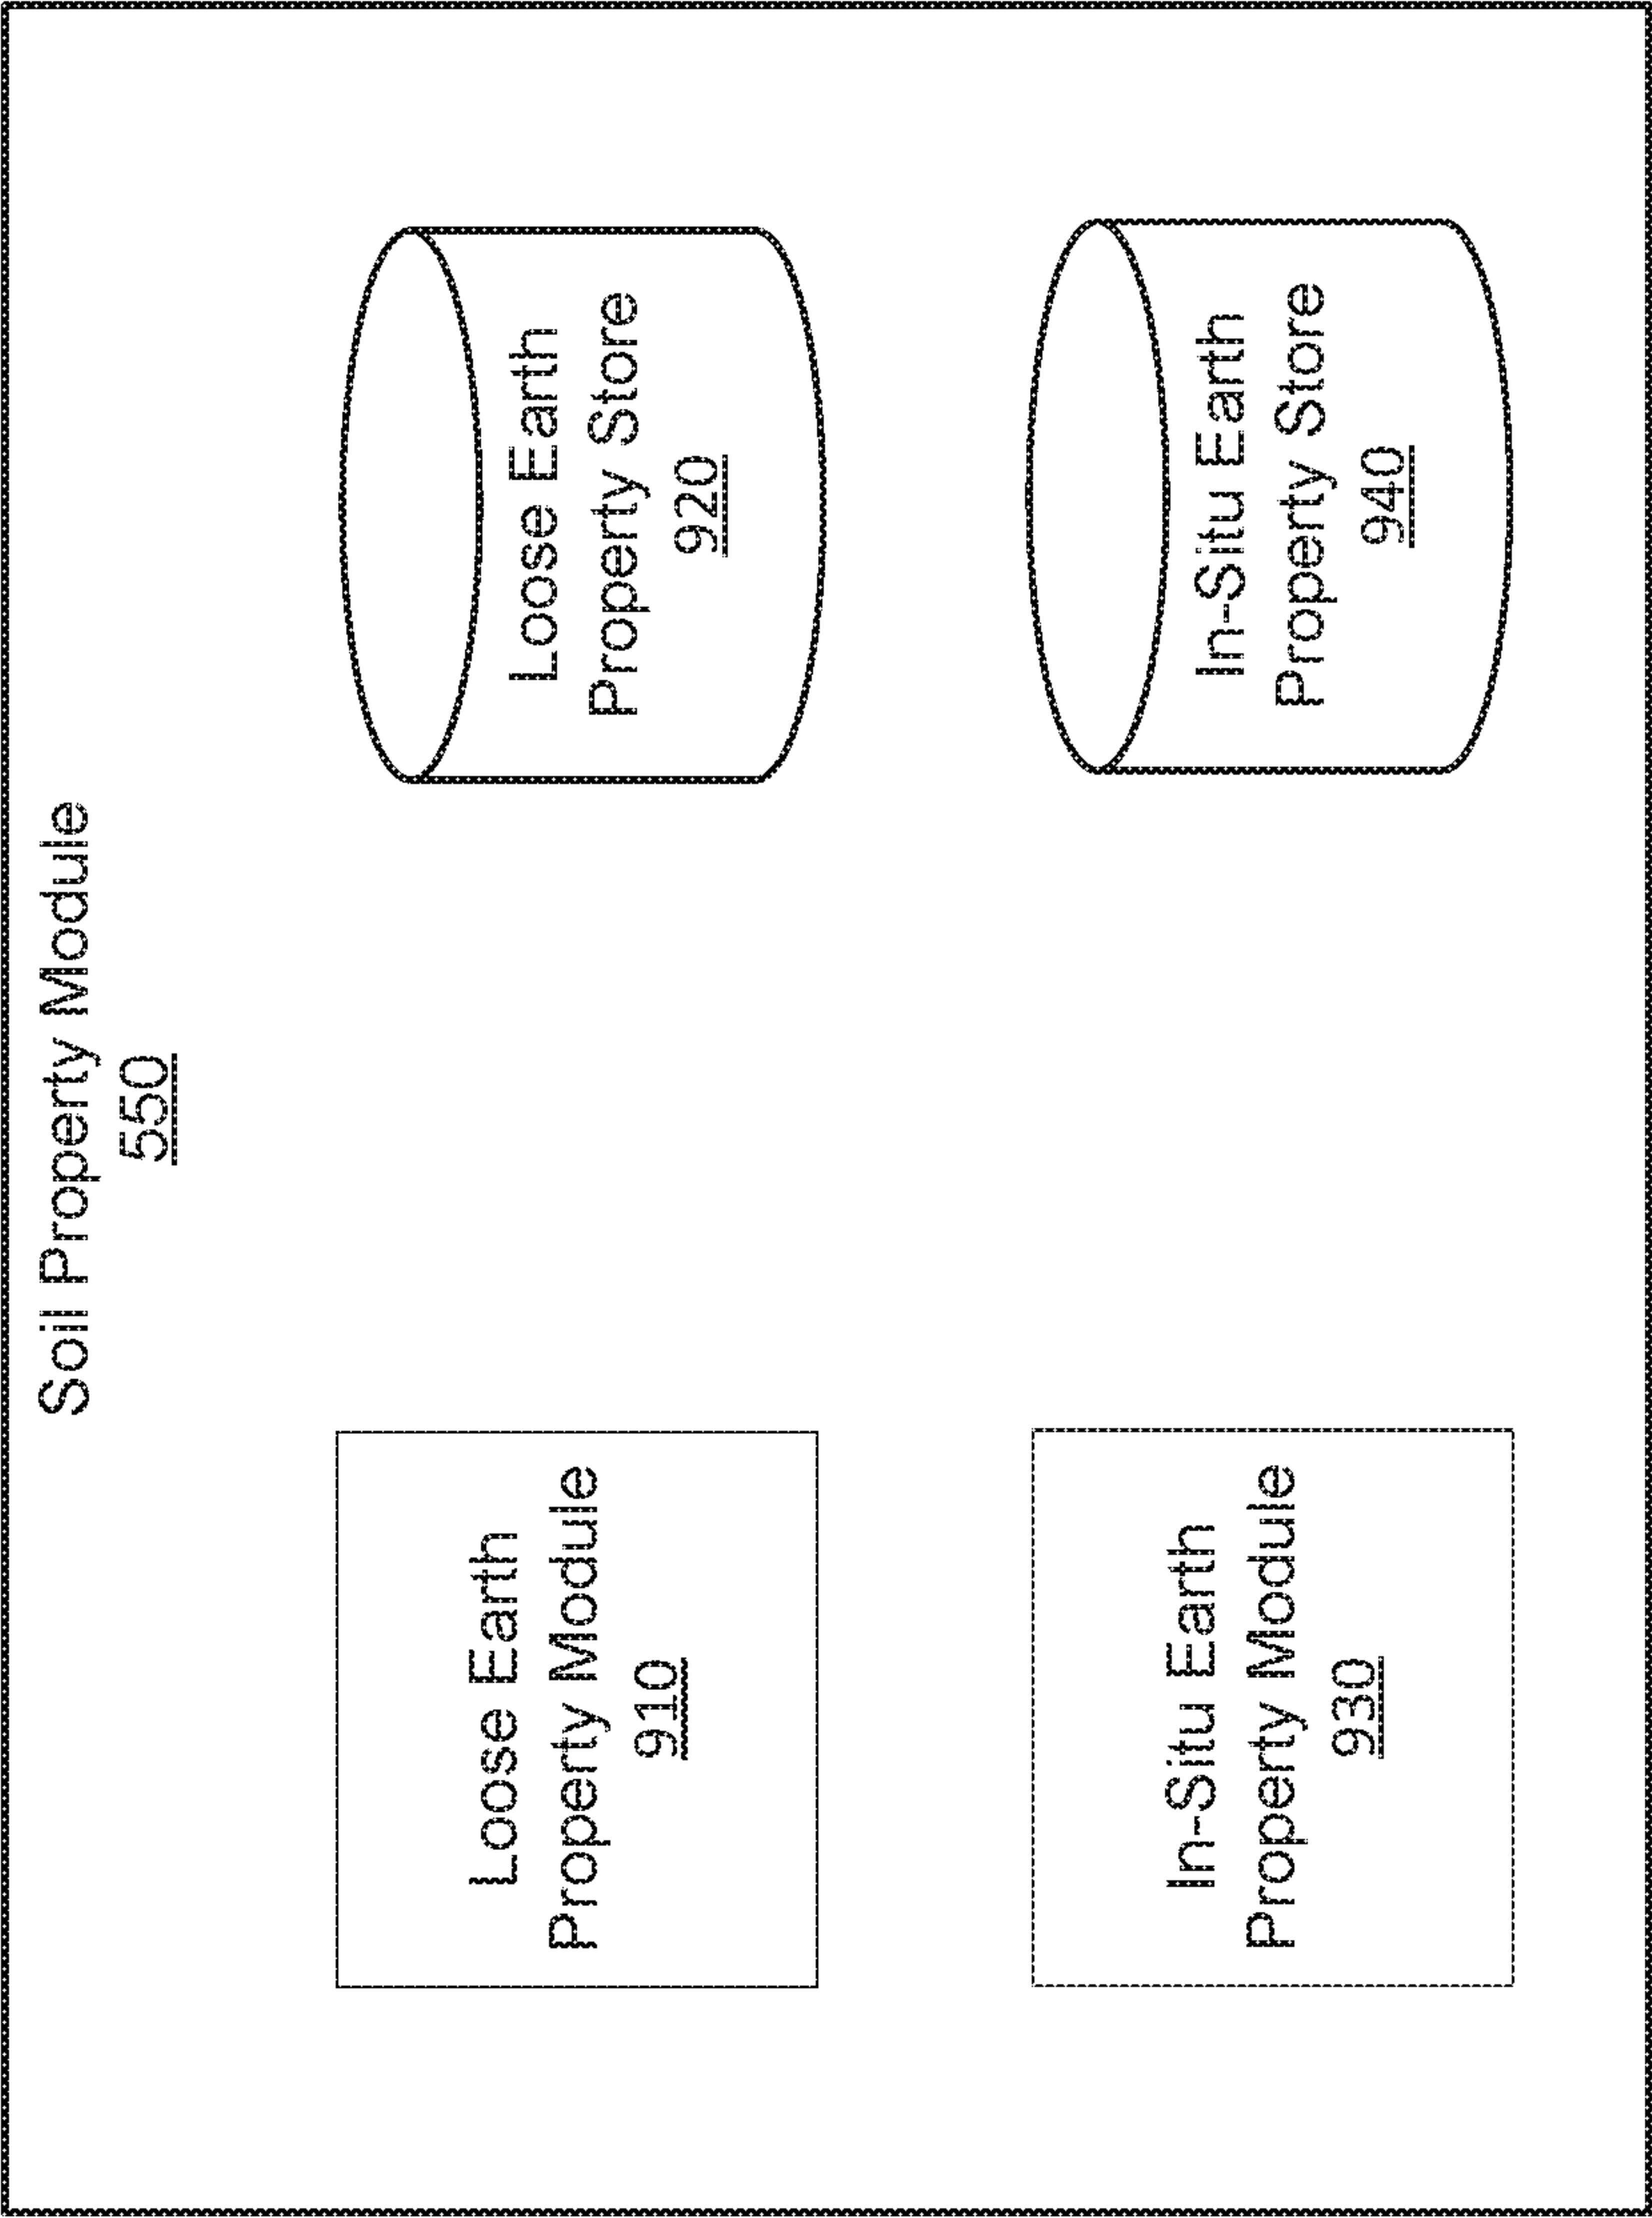 Soil Property Module
550
Loose Earth
Property Module
910
Loose Earth
Property Store
920
In-Situ Earth
Property Module
930
In-Situ Earth
Property Store
940